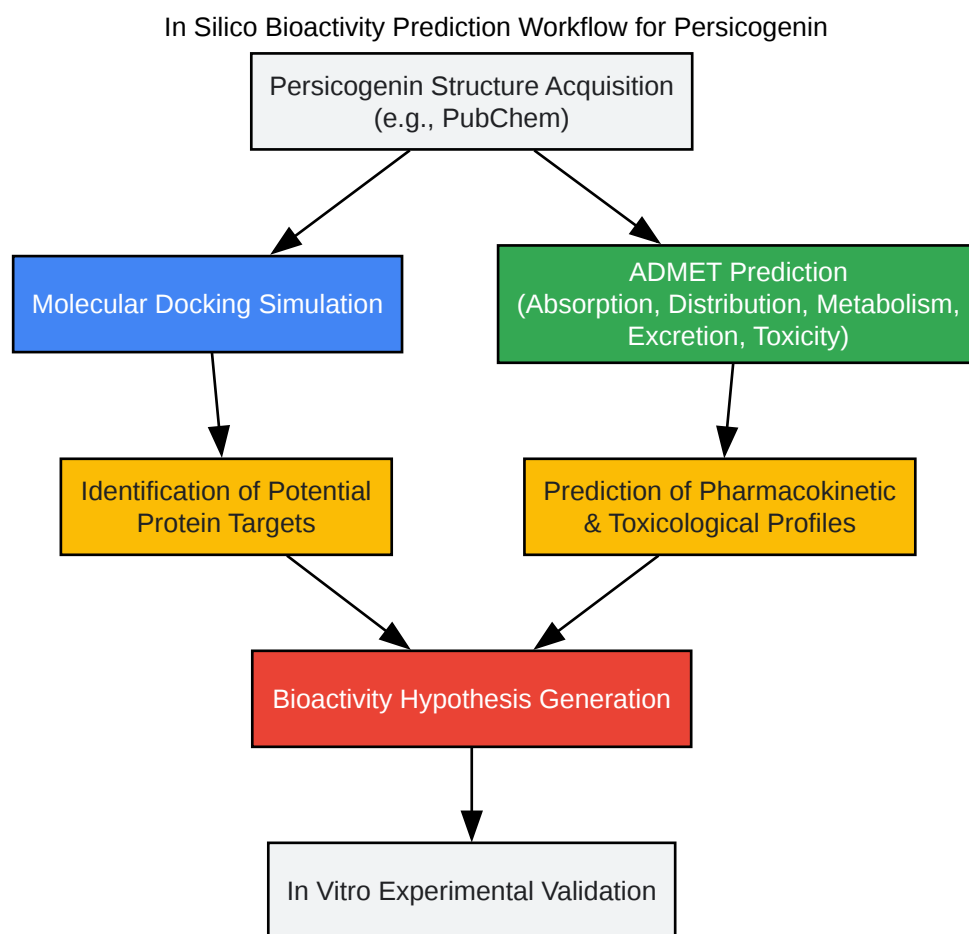 In Silico Bioactivity Prediction Workflow for Persicogenin
Persicogenin Structure Acquisition
(e.g., PubChem)
Molecular Docking Simulation
ADMET Prediction
(Absorption, Distribution, Metabolism,
Excretion, Toxicity)
Identification of Potential
Protein Targets
Prediction of Pharmacokinetic
& Toxicological Profiles
Bioactivity Hypothesis Generation
In Vitro Experimental Validation